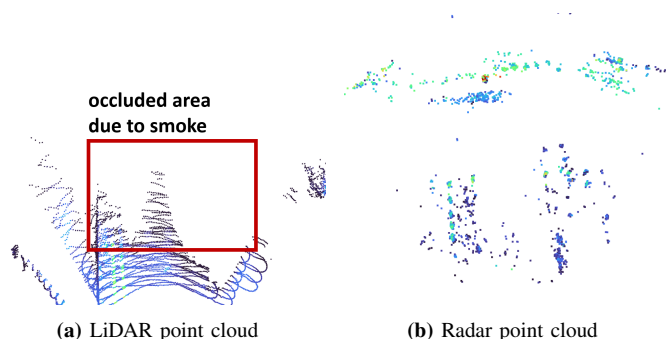 occluded area
due to smoke
(a) LiDAR point cloud
(b) Radar point cloud